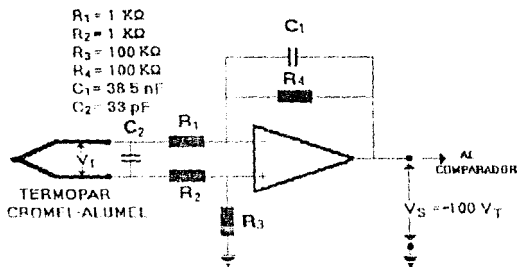 R1 = 1 KΩ
R2 = 1 KΩ
R3 = 100 KΩ
R4 = 100 KΩ
C1 = 38.5 nF
C2 = 33 pF
C1
R4
C2
R1
Vt
-
+
R2
R3
TERMOPAR
CROMEL-ALUMEL
AL
COMPARADOR
VS = -100 VT